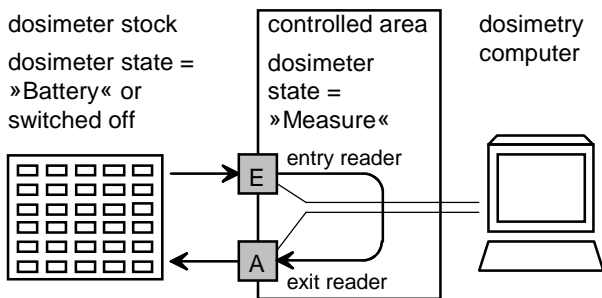 dosimeter stock
dosimeter state =
»Battery« or
switched off
controlled area
dosimeter
state =
»Measure«
dosimetry
computer
E
entry reader
A
exit reader